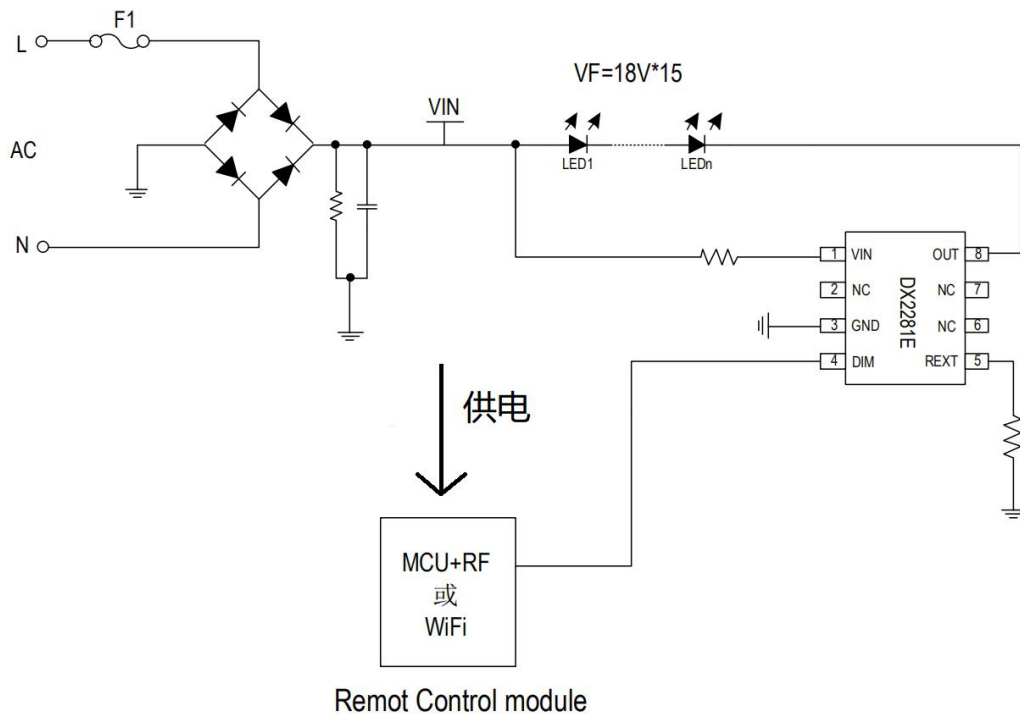 F1
L
VF=18V*15
VIN
AC
LED1
LEDn
N
1 VIN OUT 8
2 NC NC 7
3 GND NC 6
4 DIM REXT 5
DX2281E
供电
MCU+RF
或
WiFi
Remot Control module